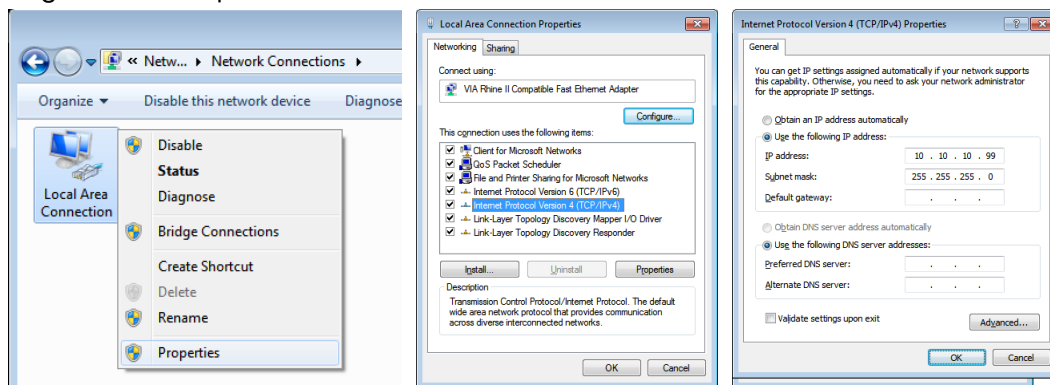 « Netw... ▸ Network Connections ▸
Organize ▾ Disable this network device Diagnose
Local Area
Connection
Disable
Status
Diagnose
Bridge Connections
Create Shortcut
Delete
Rename
Properties
Local Area Connection Properties
Networking Sharing
Connect using:
VIA Rhine II Compatible Fast Ethernet Adapter
Configure...
This connection uses the following items:
Client for Microsoft Networks
QoS Packet Scheduler
File and Printer Sharing for Microsoft Networks
Internet Protocol Version 6 (TCP/IPv6)
Internet Protocol Version 4 (TCP/IPv4)
Link-Layer Topology Discovery Mapper I/O Driver
Link-Layer Topology Discovery Responder
Install... Uninstall Properties
Description
Transmission Control Protocol/Internet Protocol. The default
wide area network protocol that provides communication
across diverse interconnected networks.
OK Cancel
Internet Protocol Version 4 (TCP/IPv4) Properties
General
You can get IP settings assigned automatically if your network supports
this capability. Otherwise, you need to ask your network administrator
for the appropriate IP settings.
Obtain an IP address automatically
Use the following IP address:
IP address: 10 . 10 . 10 . 99
Subnet mask: 255 . 255 . 255 . 0
Default gateway: . . .
Obtain DNS server address automatically
Use the following DNS server addresses:
Preferred DNS server: . . .
Alternate DNS server: . . .
Validate settings upon exit
Advanced...
OK Cancel